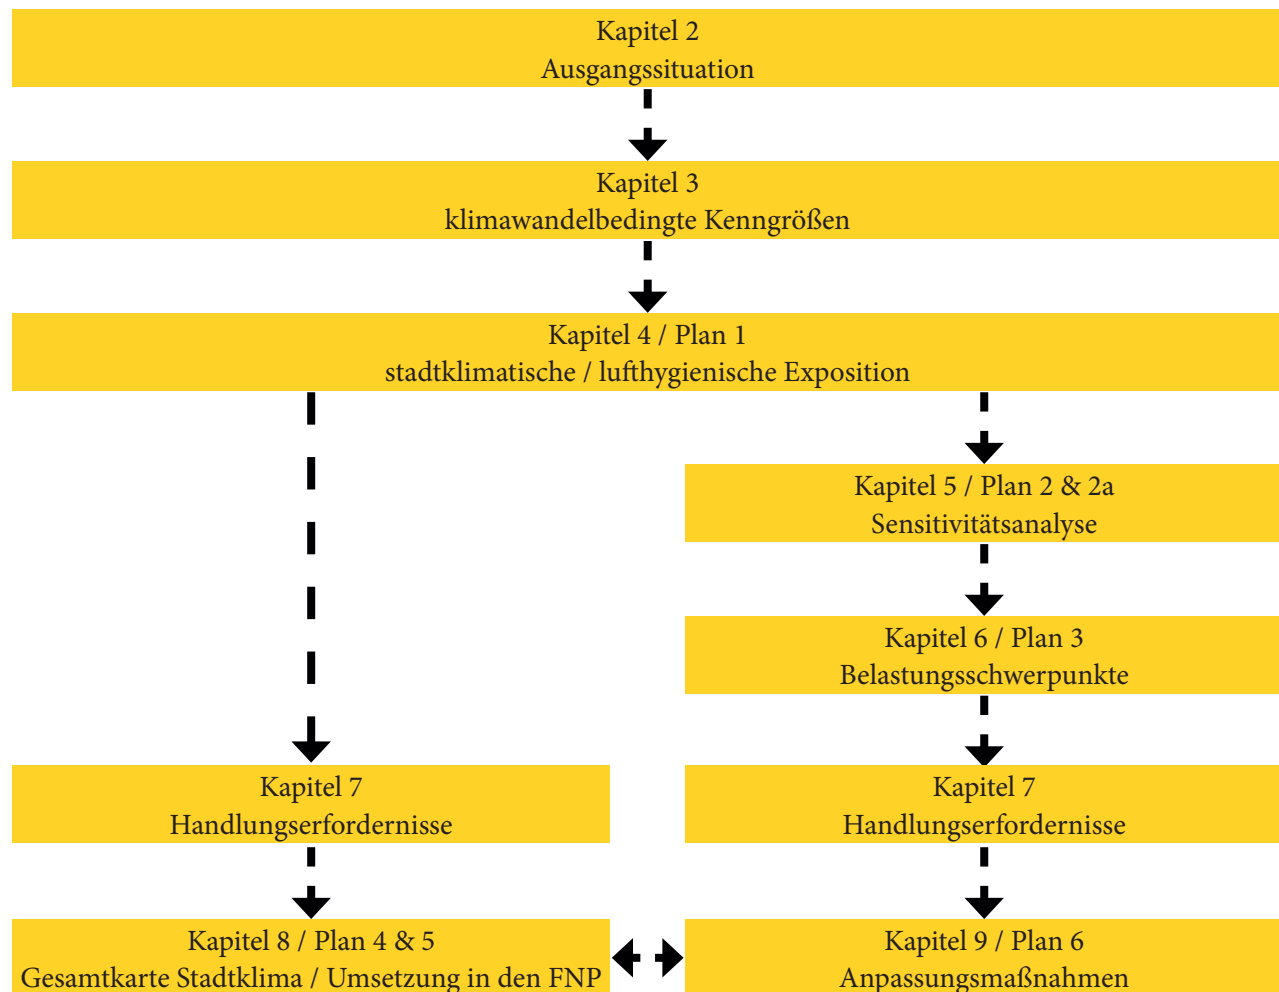 Kapitel 2
Ausgangssituation
Kapitel 3
klimawandelbedingte Kenngrößen
Kapitel 4 / Plan 1
stadtklimatische / lufthygienische Exposition
Kapitel 5 / Plan 2 & 2a
Sensitivitätsanalyse
Kapitel 6 / Plan 3
Belastungsschwerpunkte
Kapitel 7
Handlungserfordernisse
Kapitel 7
Handlungserfordernisse
Kapitel 8 / Plan 4 & 5
Gesamtkarte Stadtklima / Umsetzung in den FNP
Kapitel 9 / Plan 6
Anpassungsmaßnahmen